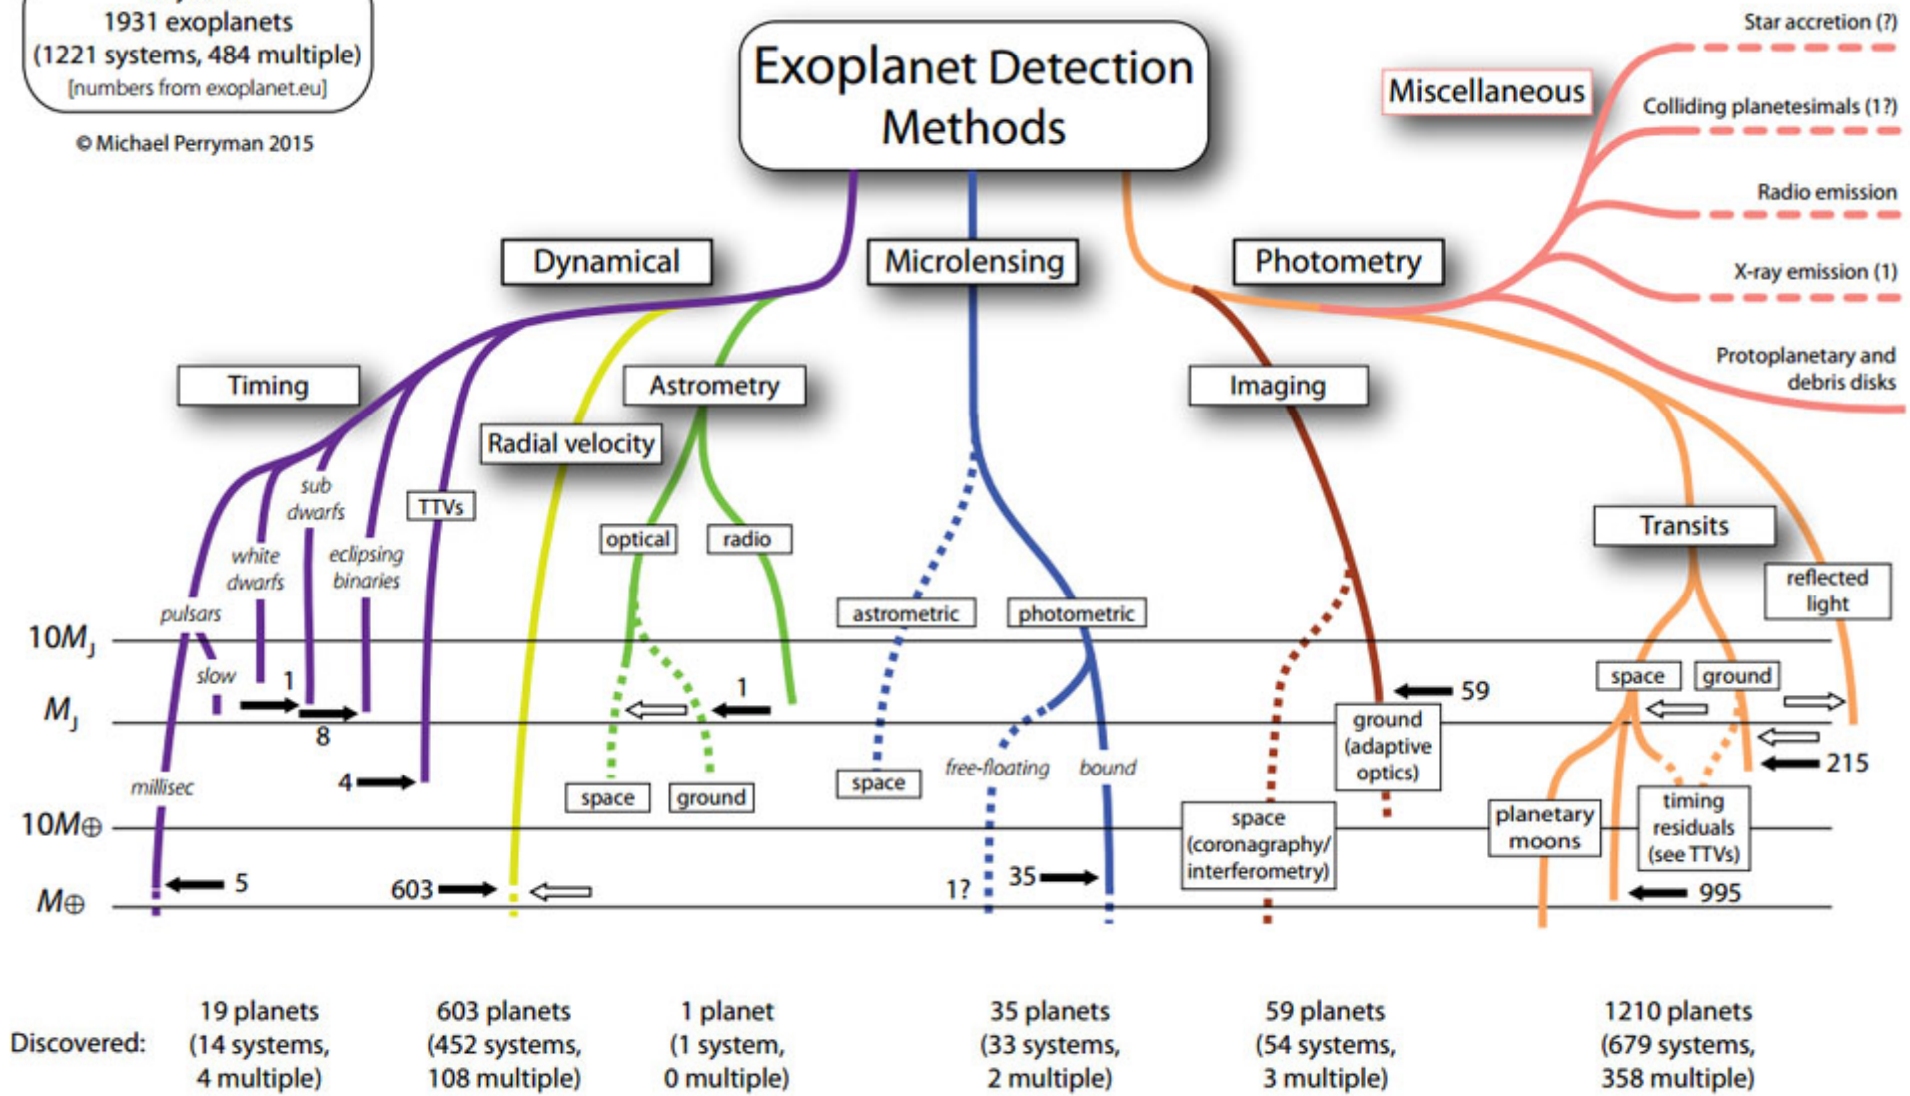 1931 exoplanets
(1221 systems, 484 multiple)
[numbers from exoplanet.eu]
© Michael Perryman 2015
Exoplanet Detection
Methods
Miscellaneous
Star accretion (?)
Colliding planetesimals (1?)
Radio emission
X-ray emission (1)
Protoplanetary and
debris disks
Dynamical
Microlensing
Photometry
Timing
Astrometry
Imaging
Radial velocity
Transits
sub
dwarfs
TTVs
white
dwarfs
eclipsing
binaries
optical
radio
pulsars
astrometric
photometric
reflected
light
10MJ
slow
1
1
59
space
ground
MJ
8
ground
(adaptive
optics)
215
4
millisec
space
ground
space
free-floating
bound
10M⊕
space
(coronagraphy/
interferometry)
planetary
moons
timing
residuals
(see TTVs)
5
603
1?
35
995
M⊕
Discovered:
19 planets
(14 systems,
4 multiple)
603 planets
(452 systems,
108 multiple)
1 planet
(1 system,
0 multiple)
35 planets
(33 systems,
2 multiple)
59 planets
(54 systems,
3 multiple)
1210 planets
(679 systems,
358 multiple)